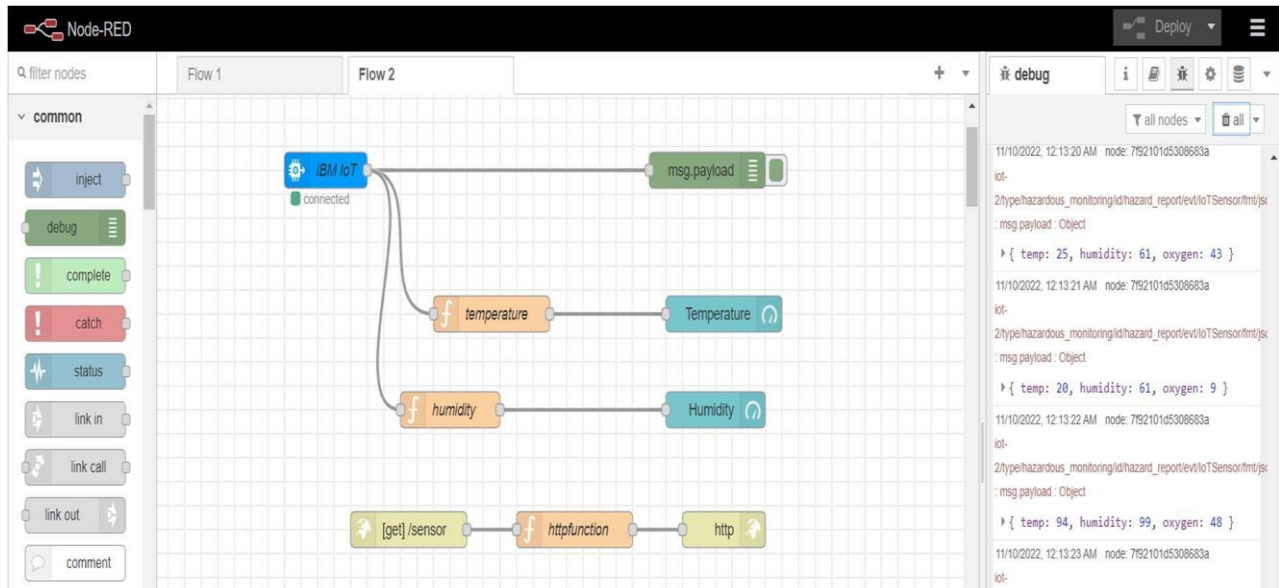 Node-RED
Deploy
filter nodes
Flow 1
Flow 2
debug
i
all nodes
all
common
inject
debug
complete
catch
status
link in
link call
link out
comment
IBM IoT
connected
msg.payload
temperature
Temperature
humidity
Humidity
[get] /sensor
httpfunction
http
11/10/2022, 12:13:20 AM node: 7f92101d5308683a
iot-
2/type/hazardous_monitoring/id/hazard_report/evt/IoTSensor/fmt/jso
: msg.payload : Object
{ temp: 25, humidity: 61, oxygen: 43 }
11/10/2022, 12:13:21 AM node: 7f92101d5308683a
iot-
2/type/hazardous_monitoring/id/hazard_report/evt/IoTSensor/fmt/jso
: msg.payload : Object
{ temp: 20, humidity: 61, oxygen: 9 }
11/10/2022, 12:13:22 AM node: 7f92101d5308683a
iot-
2/type/hazardous_monitoring/id/hazard_report/evt/IoTSensor/fmt/jso
: msg.payload : Object
{ temp: 94, humidity: 99, oxygen: 48 }
11/10/2022, 12:13:23 AM node: 7f92101d5308683a
iot-